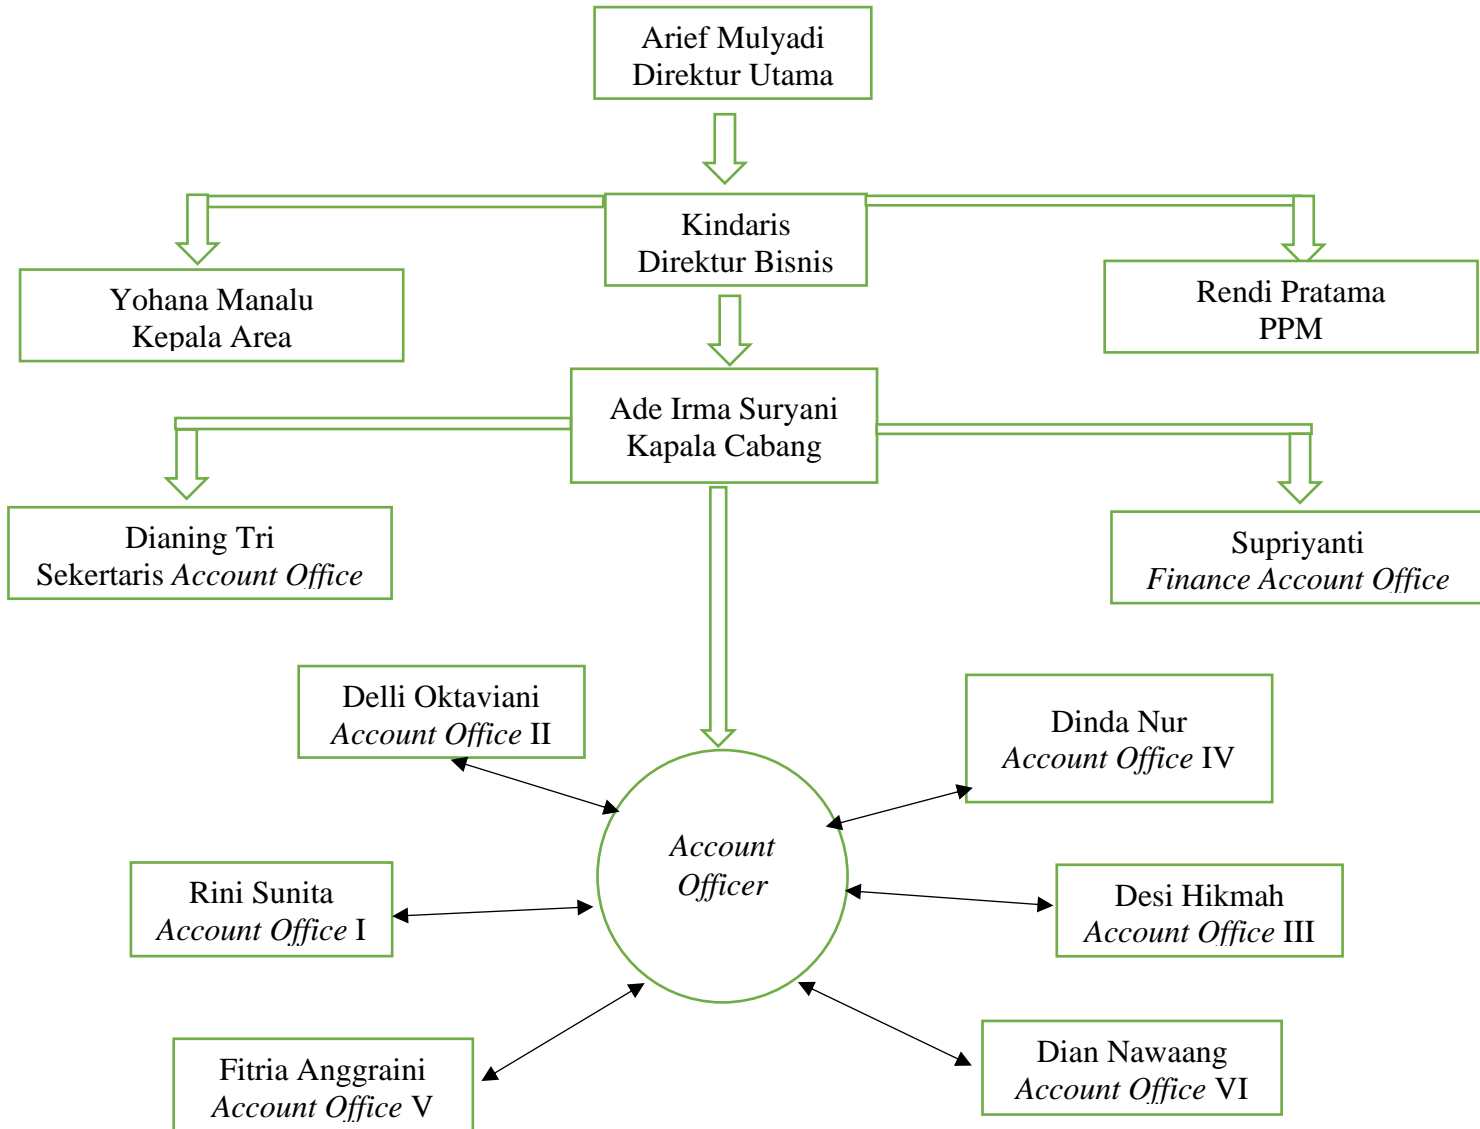 Arief Mulyadi
Direktur Utama
Kindaris
Direktur Bisnis
Yohana Manalu
Kepala Area
Rendi Pratama
PPM
Ade Irma Suryani
Kapala Cabang
Dianing Tri
Sekertaris Account Office
Supriyanti
Finance Account Office
Delli Oktaviani
Account Office II
Dinda Nur
Account Office IV
Account
Officer
Rini Sunita
Account Office I
Desi Hikmah
Account Office III
Fitria Anggraini
Account Office V
Dian Nawaang
Account Office VI